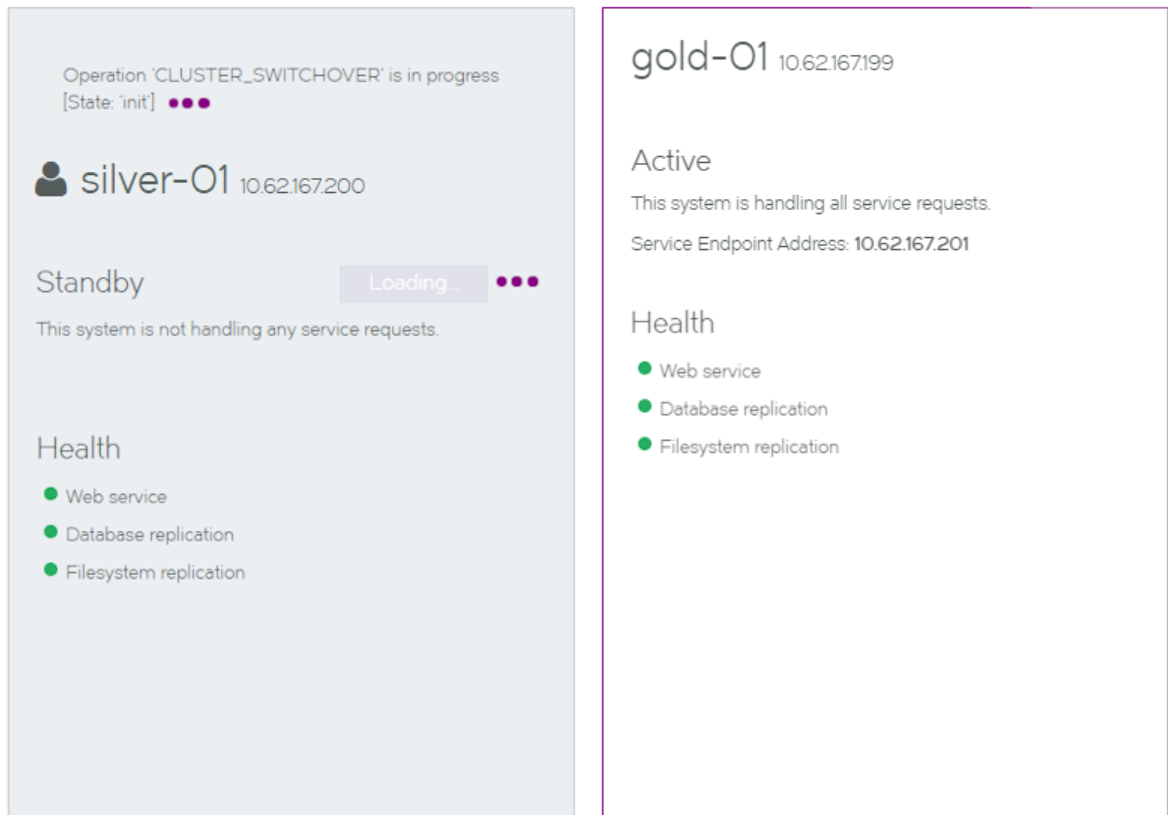 Operation 'CLUSTER_SWITCHOVER' is in progress
[State: 'init']
silver-01 10.62.167.200
Standby
Loading...
This system is not handling any service requests.
Health
Web service
Database replication
Filesystem replication
gold-01 10.62.167.199
Active
This system is handling all service requests.
Service Endpoint Address: 10.62.167.201
Health
Web service
Database replication
Filesystem replication